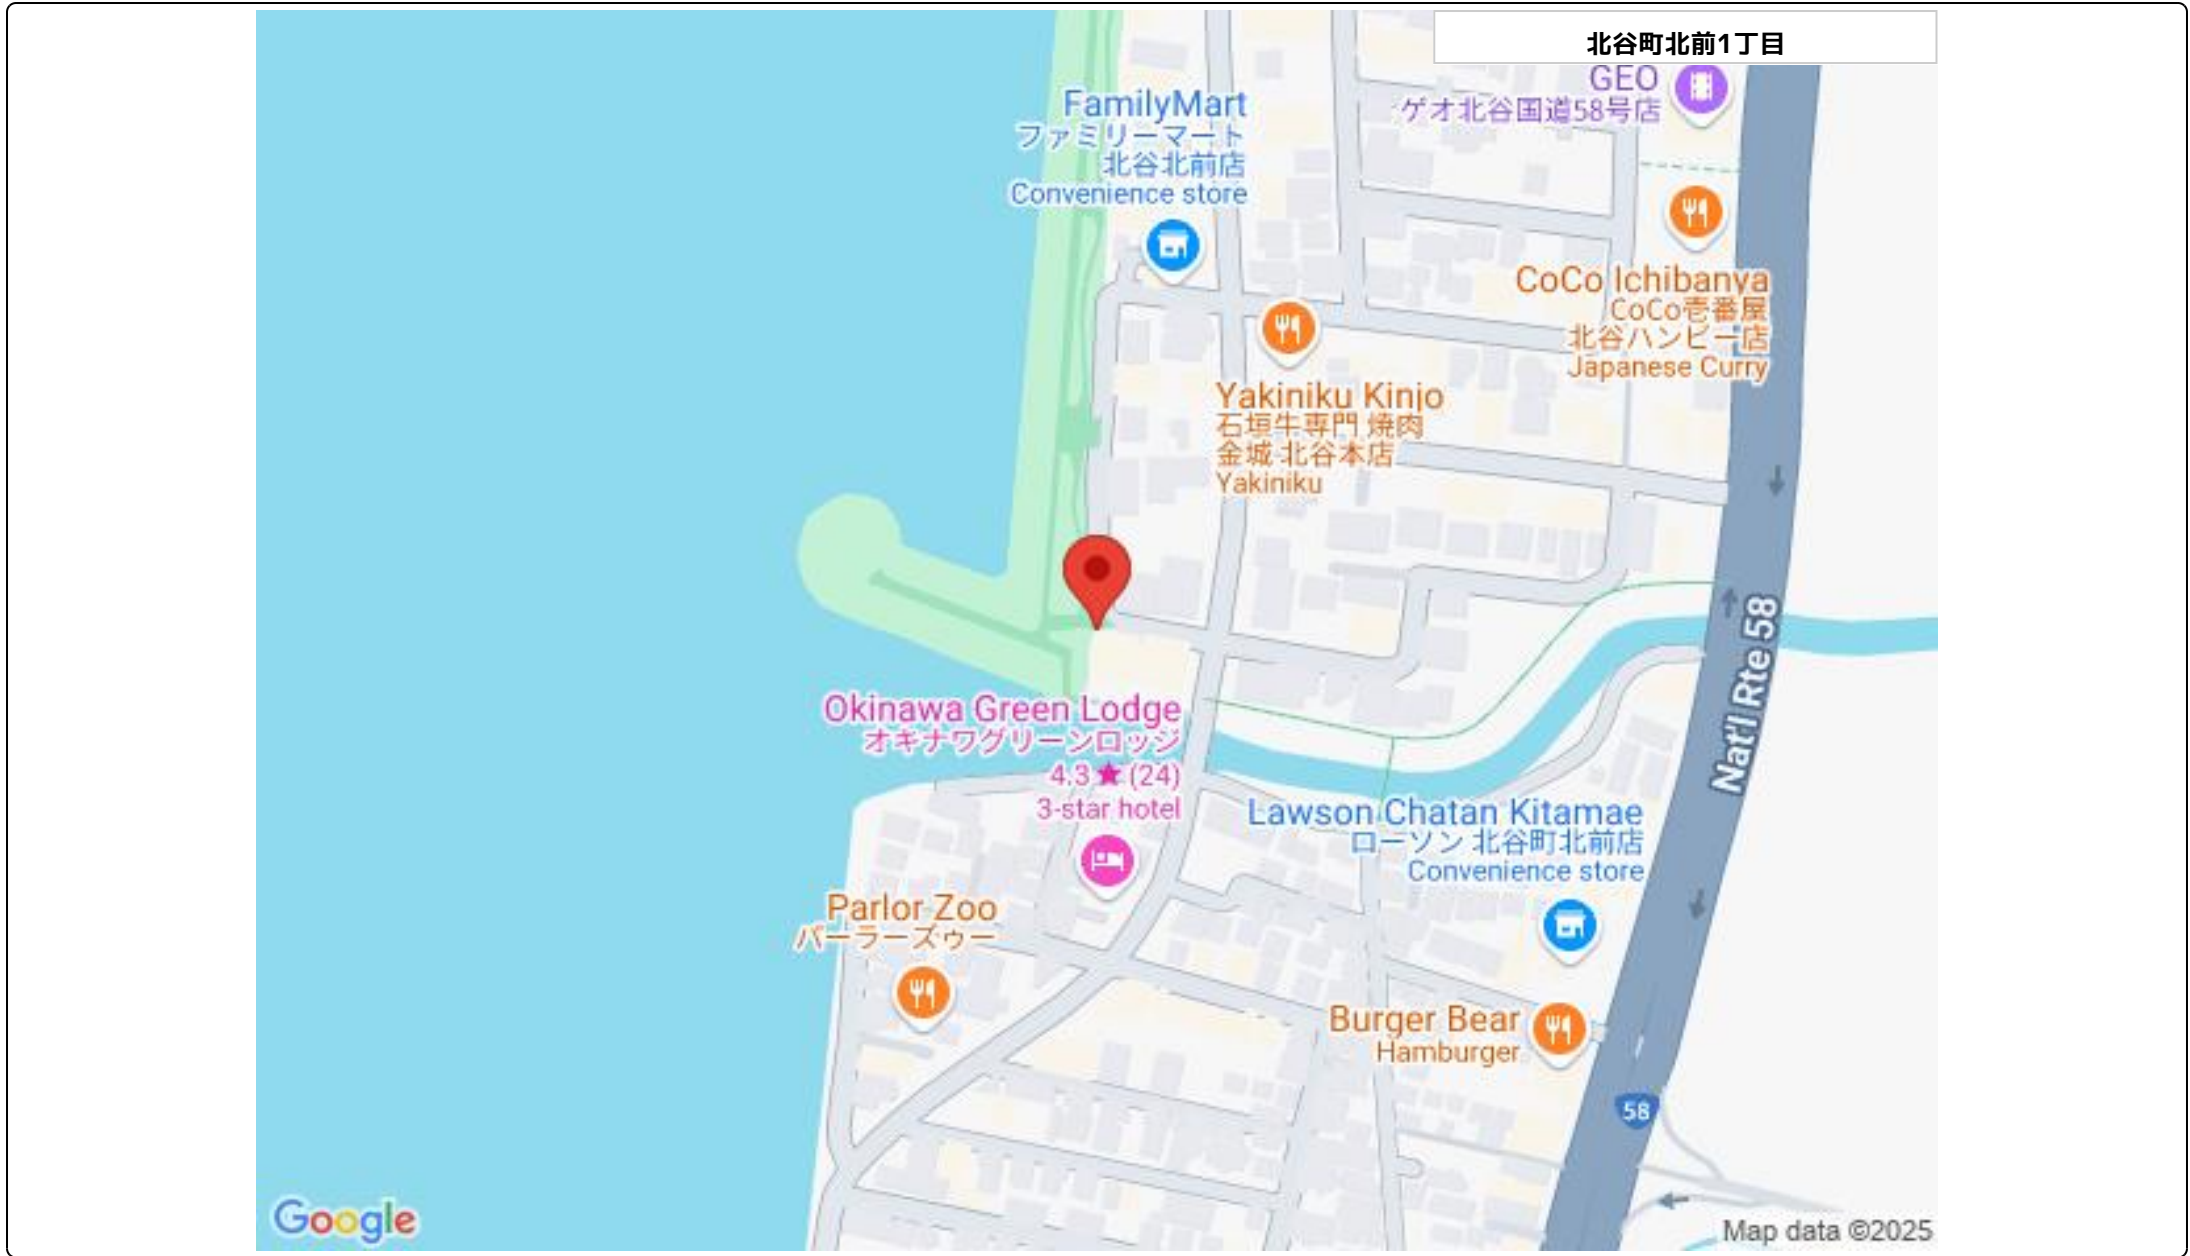 北谷町北前1丁目
GEO
ゲオ北谷国道58号店
FamilyMart
ファミリーマート
北谷北前店
Convenience store
CoCo Ichibanya
CoCo壱番屋
北谷ハンビー店
Japanese Curry
Yakiniku Kinjo
石垣牛専門 焼肉
金城 北谷本店
Yakiniku
Nat'l Rte 58
Okinawa Green Lodge
オキナワグリーンロッジ
4.3 ★ (24)
3-star hotel
Lawson Chatan Kitamae
ローソン 北谷町北前店
Convenience store
Parlor Zoo
パーラーズゥー
Burger Bear
Hamburger
58
Google
Map data ©2025